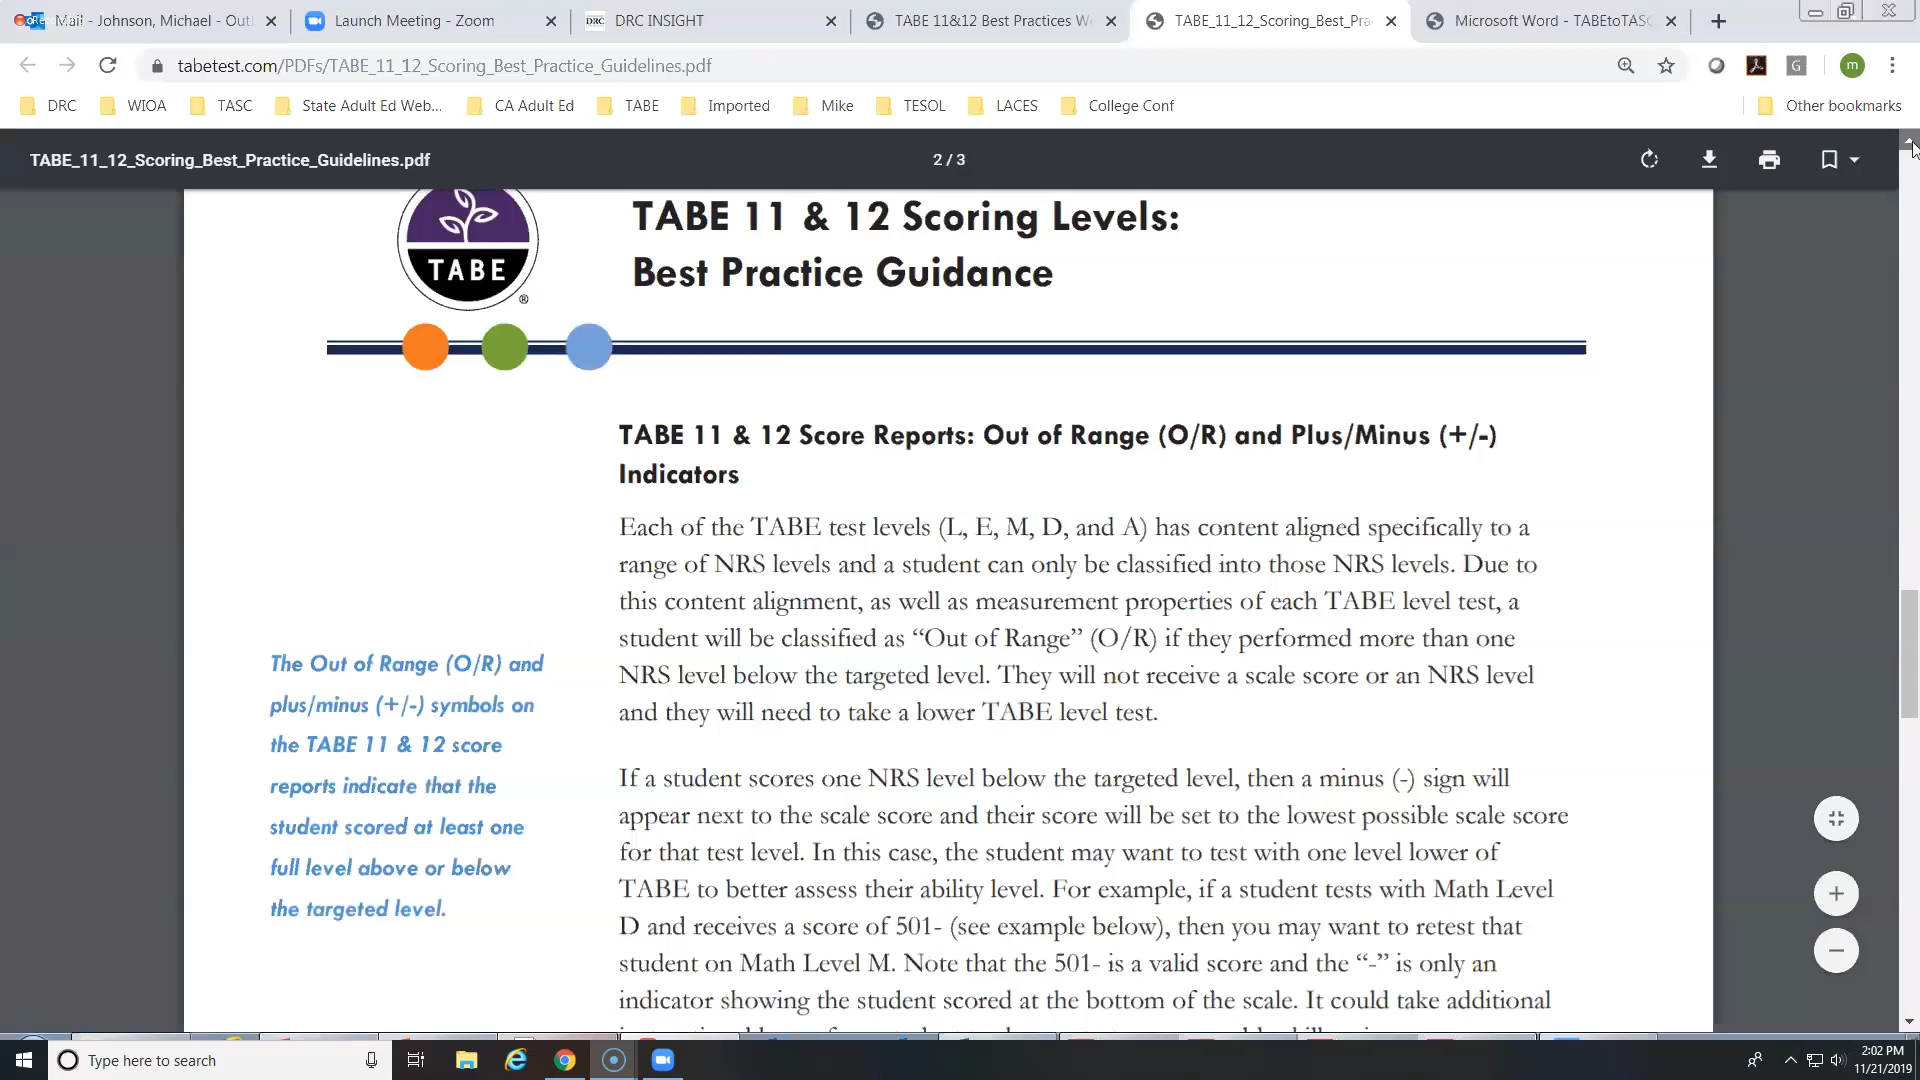 Mail - Johnson, Michael - Outl
Launch Meeting - Zoom
DRC INSIGHT
TABE 11&12 Best Practices W
TABE_11_12_Scoring_Best_Pra
Microsoft Word - TABEtoTASC
tabetest.com/PDFs/TABE_11_12_Scoring_Best_Practice_Guidelines.pdf
G
m
DRC
WIOA
TASC
State Adult Ed Web...
CA Adult Ed
TABE
Imported
Mike
TESOL
LACES
College Conf
Other bookmarks
TABE_11_12_Scoring_Best_Practice_Guidelines.pdf
2 / 3
TABE
®
TABE 11 & 12 Scoring Levels:
Best Practice Guidance
TABE 11 & 12 Score Reports: Out of Range (O/R) and Plus/Minus (+/-)
Indicators
Each of the TABE test levels (L, E, M, D, and A) has content aligned specifically to a
range of NRS levels and a student can only be classified into those NRS levels. Due to
this content alignment, as well as measurement properties of each TABE level test, a
student will be classified as “Out of Range” (O/R) if they performed more than one
NRS level below the targeted level. They will not receive a scale score or an NRS level
and they will need to take a lower TABE level test.
The Out of Range (O/R) and
plus/minus (+/-) symbols on
the TABE 11 & 12 score
reports indicate that the
student scored at least one
full level above or below
the targeted level.
If a student scores one NRS level below the targeted level, then a minus (-) sign will
appear next to the scale score and their score will be set to the lowest possible scale score
for that test level. In this case, the student may want to test with one level lower of
TABE to better assess their ability level. For example, if a student tests with Math Level
D and receives a score of 501- (see example below), then you may want to retest that
student on Math Level M. Note that the 501- is a valid score and the “-” is only an
indicator showing the student scored at the bottom of the scale. It could take additional
Type here to search
2:02 PM
11/21/2019